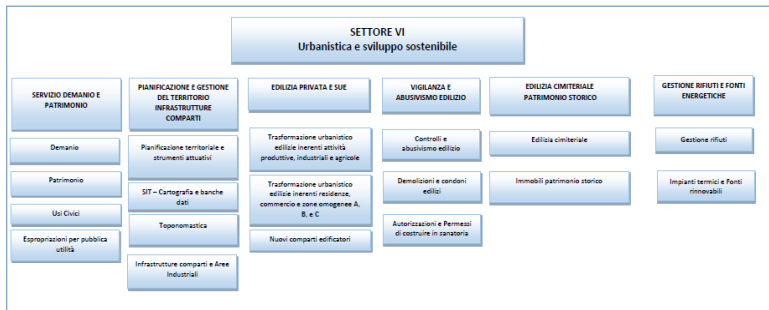 SETTORE VI
Urbanistica e sviluppo sostenibile
SERVIZIO DEMANIO E
PATRIMONIO
Demanio
Patrimonio
Usi Civici
Espropriazioni per pubblica
utilità
PIANIFICAZIONE E GESTIONE
DEL TERRITORIO
INFRASTRUTTURE
COMPARTI
Pianificazione territoriale e
strumenti attuativi
SIT – Cartografia e banche
dati
Toponomastica
Infrastrutture comparti e Aree
Industriali
EDILIZIA PRIVATA E SUE
Trasformazione urbanistico
edilizie inerenti attività
produttive, industriali e agricole
Trasformazione urbanistico
edilizie inerenti residenze,
commercio e zone omogenee A,
B, e C
Nuovi comparti edificatori
VIGILANZA E
ABUSIVISMO EDILIZIO
Controlli e
abusivismo edilizio
Demolizioni e condoni
edilizi
Autorizzazioni e Permessi
di costruire in sanatoria
EDILIZIA CIMITERIALE
PATRIMONIO STORICO
Edilizia cimiteriale
Immobili patrimonio storico
GESTIONE RIFIUTI E FONTI
ENERGETICHE
Gestione rifiuti
Impianti termici e Fonti
rinnovabili